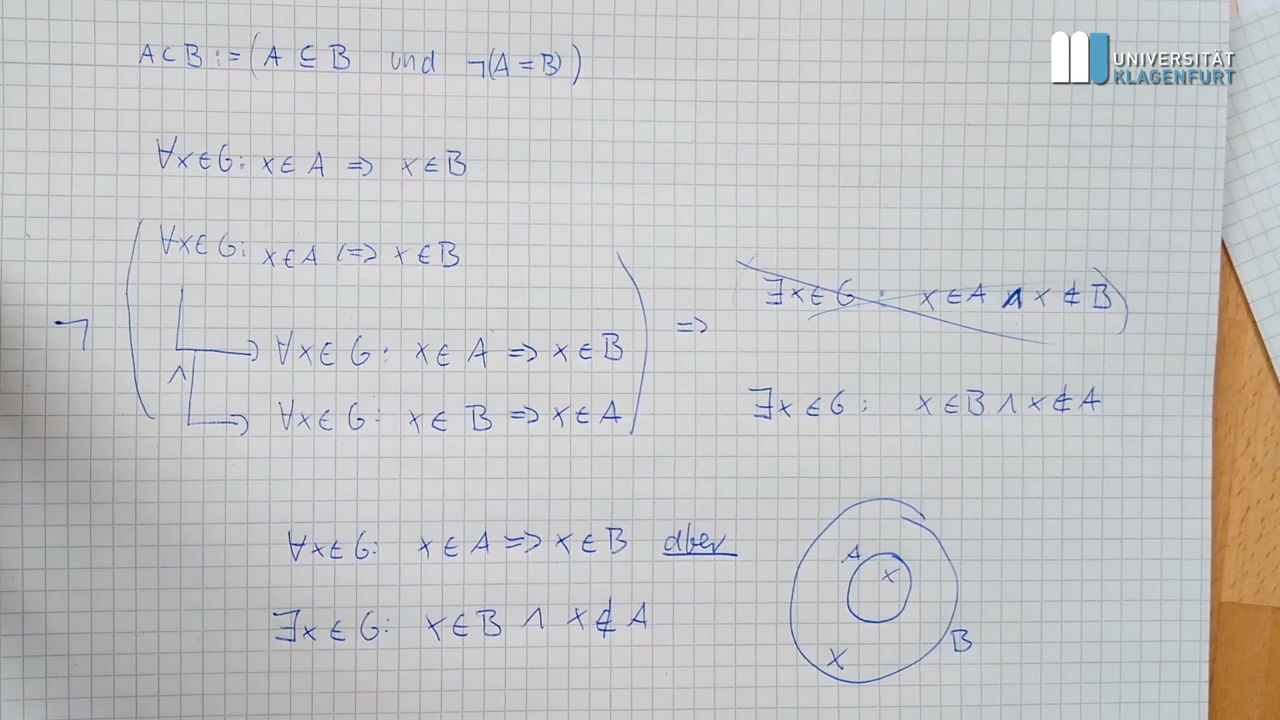 A⊂B := (A ⊆ B und ¬(A = B))
UNIVERSITÄT
KLAGENFURT
∀x∈G: x∈A ⇒ x∈B
∀x∈G: x∈A ⇔ x∈B
¬
∀x∈G: x∈A ⇒ x∈B
∧
∀x∈G: x∈B ⇒ x∈A
⇒
∃x∈G: x∈A ∧ x∉B)
∃x∈G: x∈B ∧ x∉A
∀x∈G: x∈A ⇒ x∈B aber
∃x∈G: x∈B ∧ x∉A
A
x
B
x